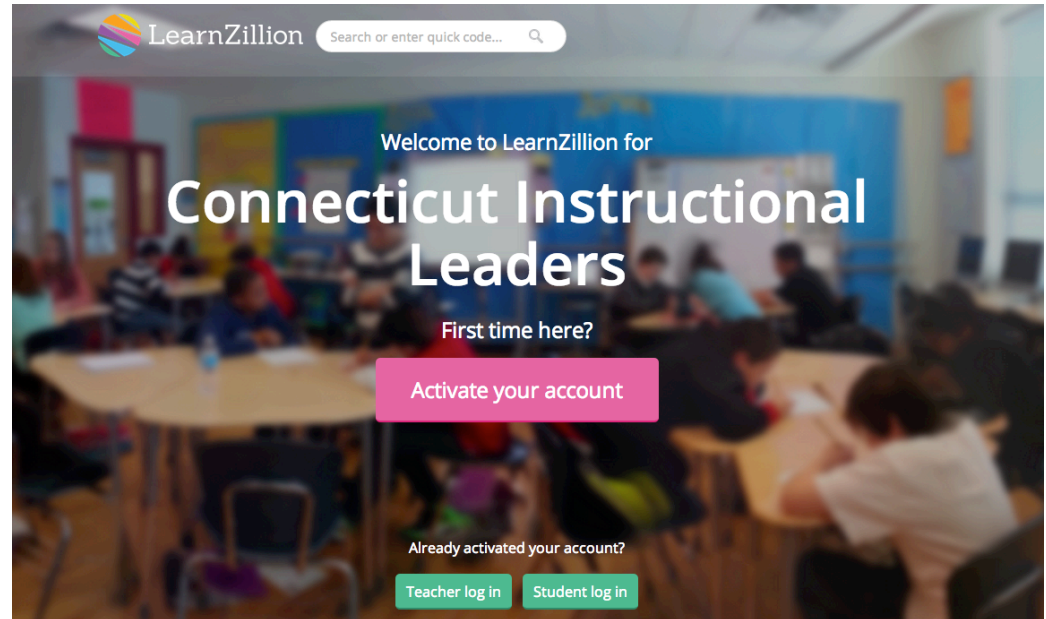 LearnZillion
Search or enter quick code...
Welcome to LearnZillion for
Connecticut Instructional
Leaders
First time here?
Activate your account
Already activated your account?
Teacher log in
Student log in